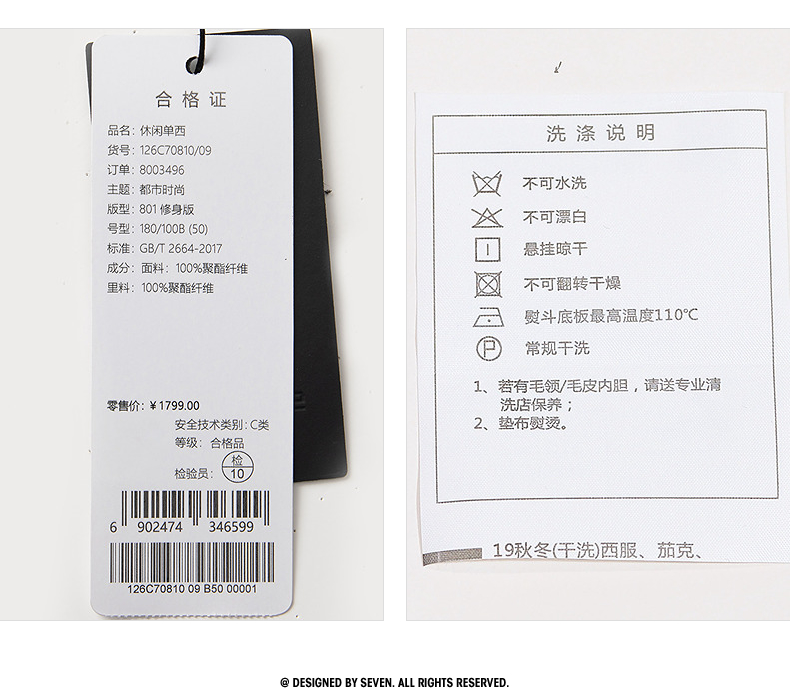 合格证
品名：休闲单西
货号：126C70810/09
订单：8003496
主题：都市时尚
版型：801 修身版
号型：180/100B (50)
标准：GB/T 2664-2017
成分：面料：100%聚酯纤维
里料：100%聚酯纤维
零售价：￥1799.00
安全技术类别：C类
等级：合格品
检验员：检
10
6 902474 346599
126C70810 09 B50 00001
洗涤说明
不可水洗
不可漂白
悬挂晾干
不可翻转干燥
熨斗底板最高温度110℃
P 常规干洗
1、若有毛领/毛皮内胆，请送专业清
洗店保养；
2、垫布熨烫。
19秋冬(干洗)西服、茄克、
@ DESIGNED BY SEVEN. ALL RIGHTS RESERVED.